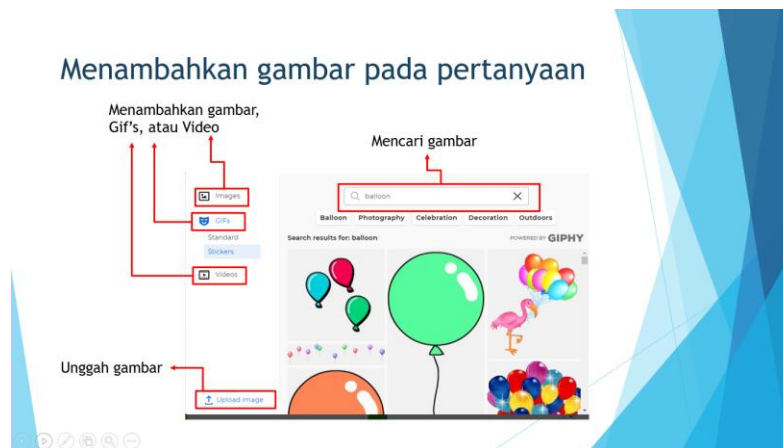 Menambahkan gambar pada pertanyaan
Menambahkan gambar,
Gif's, atau Video
Mencari gambar
Images
balloon
GIFs
Balloon Photography Celebration Decoration Outdoors
Standard
Search results for: balloon
POWERED BY GIPHY
Stickers
Videos
Unggah gambar
Upload image